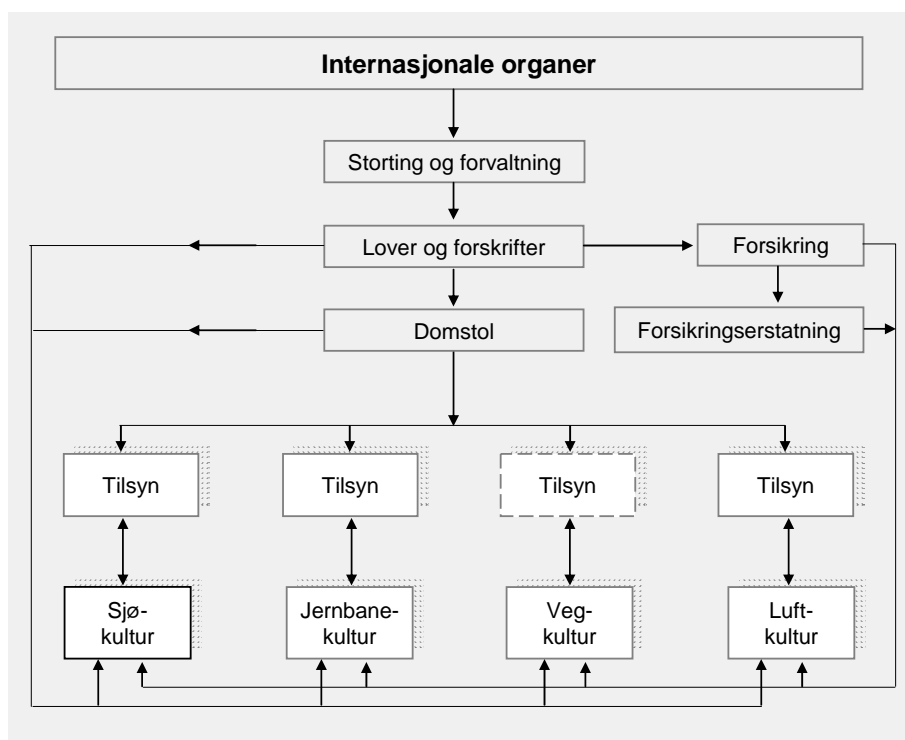 Internasjonale organer
Storting og forvaltning
Lover og forskrifter
Forsikring
Domstol
Forsikringserstatning
Tilsyn
Tilsyn
Tilsyn
Tilsyn
Sjø-
kultur
Jernbane-
kultur
Veg-
kultur
Luft-
kultur